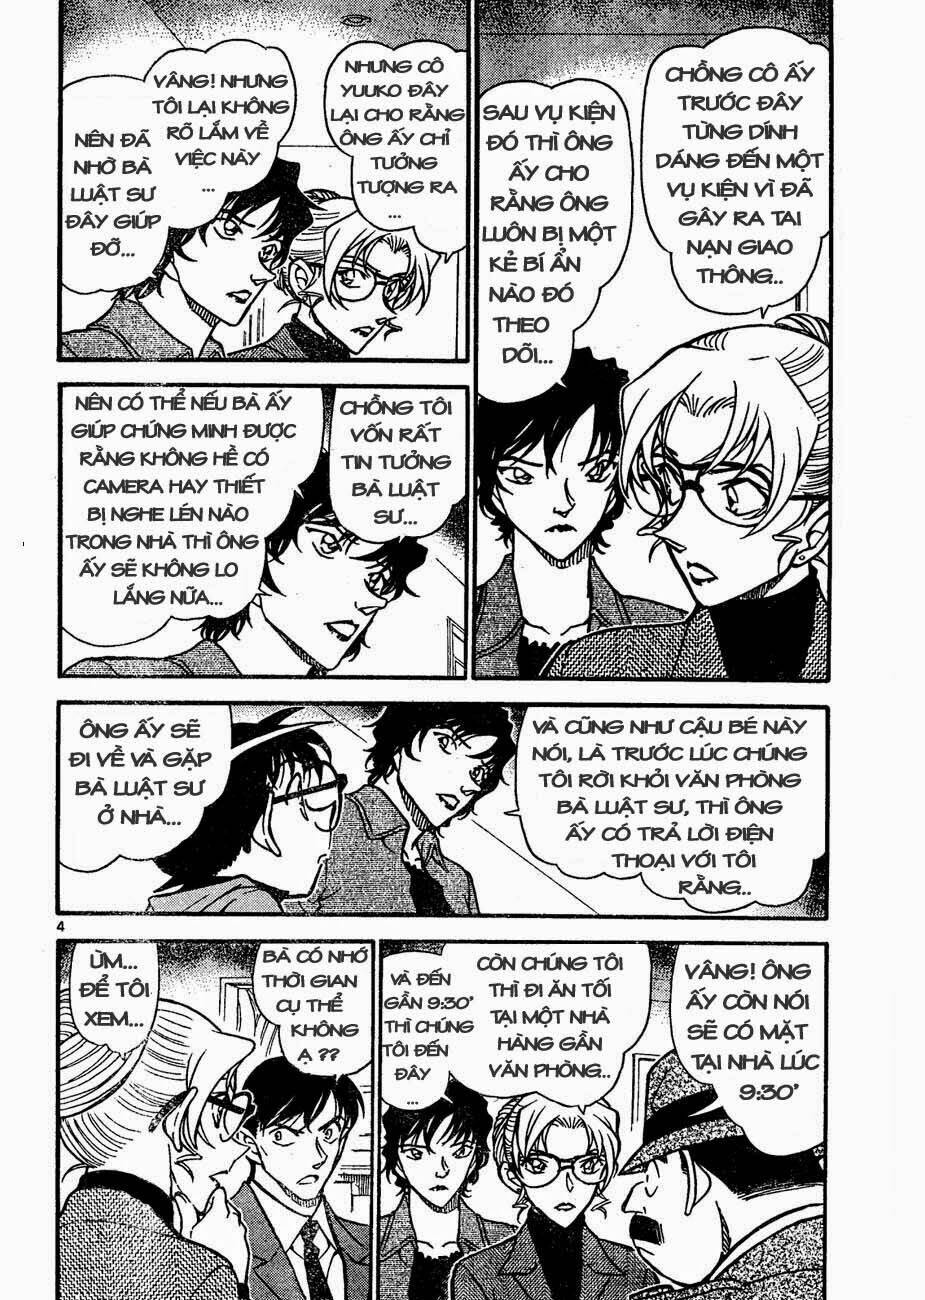 CHỒNG CÔ ẤY
TRƯỚC ĐÂY
TỪNG DÍNH
DÁNG ĐẾN MỘT
VỤ KIỆN VÌ ĐÃ
GÂY RA TAI
NẠN GIAO
THÔNG..
SAU VỤ KIỆN
ĐÓ THÌ ÔNG
ẤY CHO
RẰNG ÔNG
LUÔN BỊ MỘT
KẺ BÍ ẨN
NÀO ĐÓ
THEO
DÕI...
NHƯNG CÔ
YUUKO ĐÂY
LẠI CHO RẰNG
ÔNG ẤY CHỈ
TƯỞNG
TƯỢNG RA
...
VÂNG! NHƯNG
TÔI LẠI KHÔNG
RÕ LẮM VỀ
VIỆC NÀY
...
NÊN ĐÃ
NHỜ BÀ
LUẬT SƯ
ĐÂY GIÚP
ĐỠ...
CHỒNG TÔI
VỐN RẤT
TIN TƯỞNG
BÀ LUẬT
SƯ...
NÊN CÓ THỂ NẾU BÀ ẤY
GIÚP CHỨNG MINH ĐƯỢC
RẰNG KHÔNG HỀ CÓ
CAMERA HAY THIẾT
BỊ NGHE LÉN NÀO
TRONG NHÀ THÌ ÔNG
ẤY SẼ KHÔNG LO
LẮNG NỮA...
VÀ CŨNG NHƯ CẬU BÉ NÀY
NÓI, LÀ TRƯỚC LÚC CHÚNG
TÔI RỜI KHỎI VĂN PHÒNG
BÀ LUẬT SƯ, THÌ ÔNG
ẤY CÓ TRẢ LỜI ĐIỆN
THOẠI VỚI TÔI
RẰNG..
ÔNG ẤY SẼ
ĐI VỀ VÀ GẶP
BÀ LUẬT SƯ
Ở NHÀ...
4
VÂNG! ÔNG
ẤY CÒN NÓI
SẼ CÓ MẶT
TẠI NHÀ LÚC
9:30'
CÒN CHÚNG TÔI
THÌ ĐI ĂN TỐI
TẠI MỘT NHÀ
HÀNG GẦN
VĂN PHÒNG..
VÀ ĐẾN
GẦN 9:30'
THÌ CHÚNG
TÔI ĐẾN
ĐÂY
...
BÀ CÓ NHỚ
THỜI GIAN
CỤ THỂ
KHÔNG
Ạ ??
ỪM...
ĐỂ TÔI
XEM...